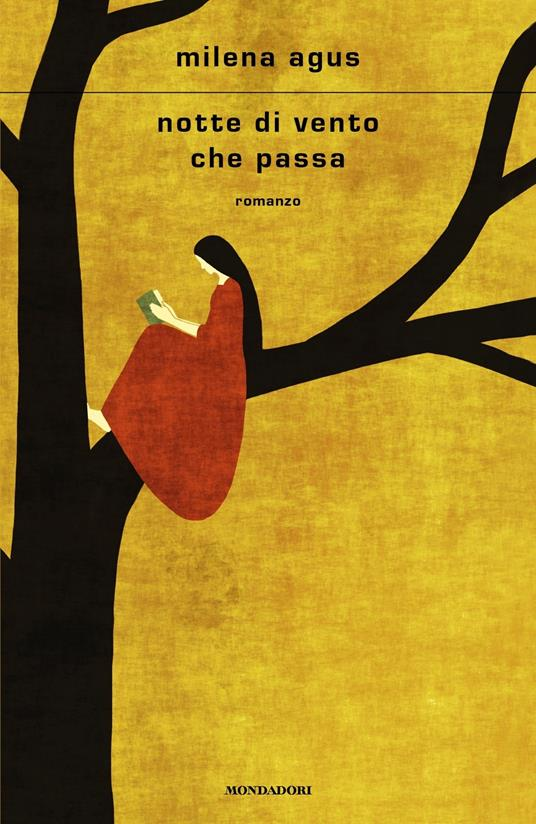 milena agus
notte di vento
che passa
romanzo
MONDADORI